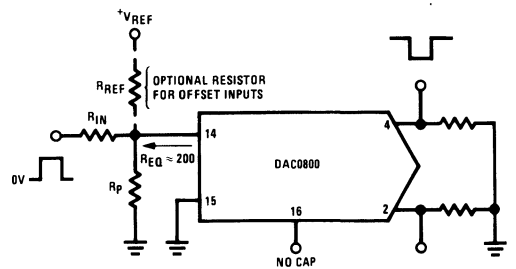 +VREF
RREF
OPTIONAL RESISTOR
FOR OFFSET INPUTS
RIN
14
4
REQ ≈ 200
DAC0800
0V
RP
15
16
2
NO CAP